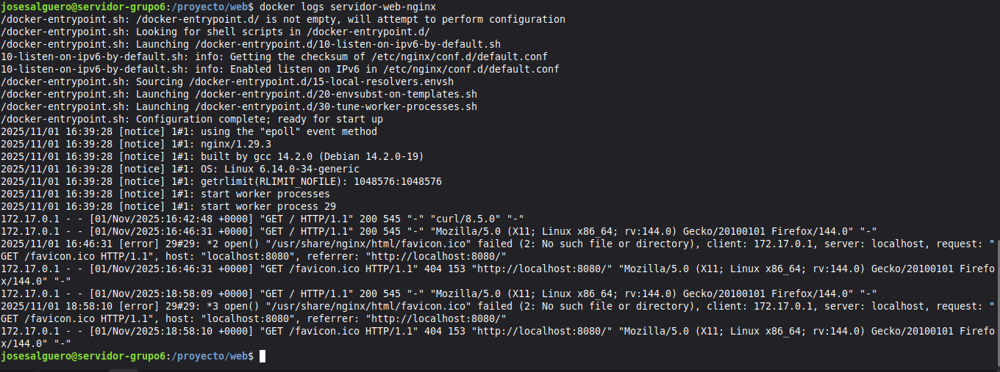 josesalguero@servidor-grupo6:/proyecto/web$ docker logs servidor-web-nginx
/docker-entrypoint.sh: /docker-entrypoint.d/ is not empty, will attempt to perform configuration
/docker-entrypoint.sh: Looking for shell scripts in /docker-entrypoint.d/
/docker-entrypoint.sh: Launching /docker-entrypoint.d/10-listen-on-ipv6-by-default.sh
10-listen-on-ipv6-by-default.sh: info: Getting the checksum of /etc/nginx/conf.d/default.conf
10-listen-on-ipv6-by-default.sh: info: Enabled listen on IPv6 in /etc/nginx/conf.d/default.conf
/docker-entrypoint.sh: Sourcing /docker-entrypoint.d/15-local-resolvers.envsh
/docker-entrypoint.sh: Launching /docker-entrypoint.d/20-envsubst-on-templates.sh
/docker-entrypoint.sh: Launching /docker-entrypoint.d/30-tune-worker-processes.sh
/docker-entrypoint.sh: Configuration complete; ready for start up
2025/11/01 16:39:28 [notice] 1#1: using the "epoll" event method
2025/11/01 16:39:28 [notice] 1#1: nginx/1.29.3
2025/11/01 16:39:28 [notice] 1#1: built by gcc 14.2.0 (Debian 14.2.0-19)
2025/11/01 16:39:28 [notice] 1#1: OS: Linux 6.14.0-34-generic
2025/11/01 16:39:28 [notice] 1#1: getrlimit(RLIMIT_NOFILE): 1048576:1048576
2025/11/01 16:39:28 [notice] 1#1: start worker processes
2025/11/01 16:39:28 [notice] 1#1: start worker process 29
172.17.0.1 - - [01/Nov/2025:16:42:48 +0000] "GET / HTTP/1.1" 200 545 "-" "curl/8.5.0" "-"
172.17.0.1 - - [01/Nov/2025:16:46:31 +0000] "GET / HTTP/1.1" 200 545 "-" "Mozilla/5.0 (X11; Linux x86_64; rv:144.0) Gecko/20100101 Firefox/144.0" "-"
2025/11/01 16:46:31 [error] 29#29: *2 open() "/usr/share/nginx/html/favicon.ico" failed (2: No such file or directory), client: 172.17.0.1, server: localhost, request: "
GET /favicon.ico HTTP/1.1", host: "localhost:8080", referrer: "http://localhost:8080/"
172.17.0.1 - - [01/Nov/2025:16:46:31 +0000] "GET /favicon.ico HTTP/1.1" 404 153 "http://localhost:8080/" "Mozilla/5.0 (X11; Linux x86_64; rv:144.0) Gecko/20100101 Firefo
x/144.0" "-"
172.17.0.1 - - [01/Nov/2025:18:58:09 +0000] "GET / HTTP/1.1" 200 545 "-" "Mozilla/5.0 (X11; Linux x86_64; rv:144.0) Gecko/20100101 Firefox/144.0" "-"
2025/11/01 18:58:10 [error] 29#29: *3 open() "/usr/share/nginx/html/favicon.ico" failed (2: No such file or directory), client: 172.17.0.1, server: localhost, request: "
GET /favicon.ico HTTP/1.1", host: "localhost:8080", referrer: "http://localhost:8080/"
172.17.0.1 - - [01/Nov/2025:18:58:10 +0000] "GET /favicon.ico HTTP/1.1" 404 153 "http://localhost:8080/" "Mozilla/5.0 (X11; Linux x86_64; rv:144.0) Gecko/20100101 Firefo
x/144.0" "-"
josesalguero@servidor-grupo6:/proyecto/web$